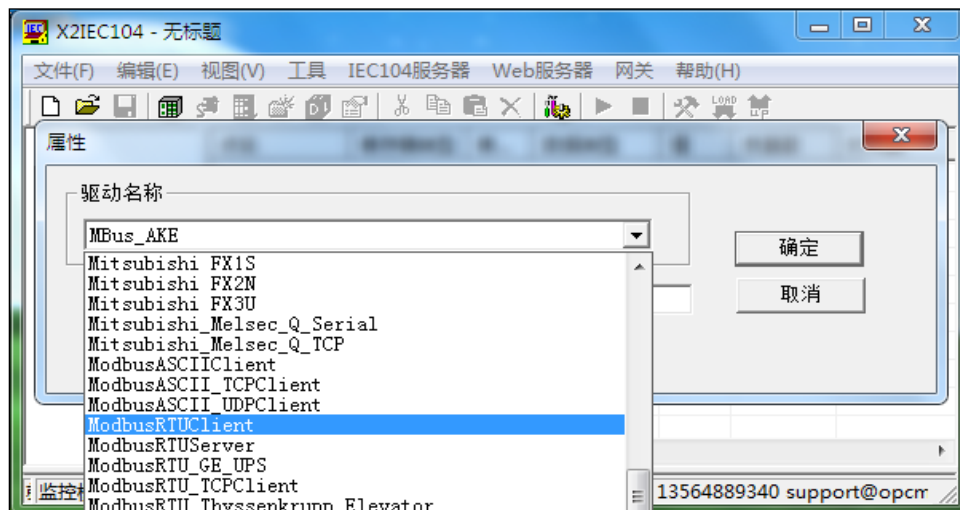 X2IEC104 - 无标题
文件(F) 编辑(E) 视图(V) 工具 IEC104服务器 Web服务器 网关 帮助(H)
LOAD
UP
属性
驱动名称
MBus_AKE
确定
取消
Mitsubishi FX1S
Mitsubishi FX2N
Mitsubishi FX3U
Mitsubishi_Melsec_Q_Serial
Mitsubishi_Melsec_Q_TCP
ModbusASCIIClient
ModbusASCII_TCPClient
ModbusASCII_UDPClient
ModbusRTUClient
ModbusRTUServer
ModbusRTU_GE_UPS
ModbusRTU_TCPClient
ModbusRTU_Thyssenkrupp_Elevator
监控 13564889340 support@opcm